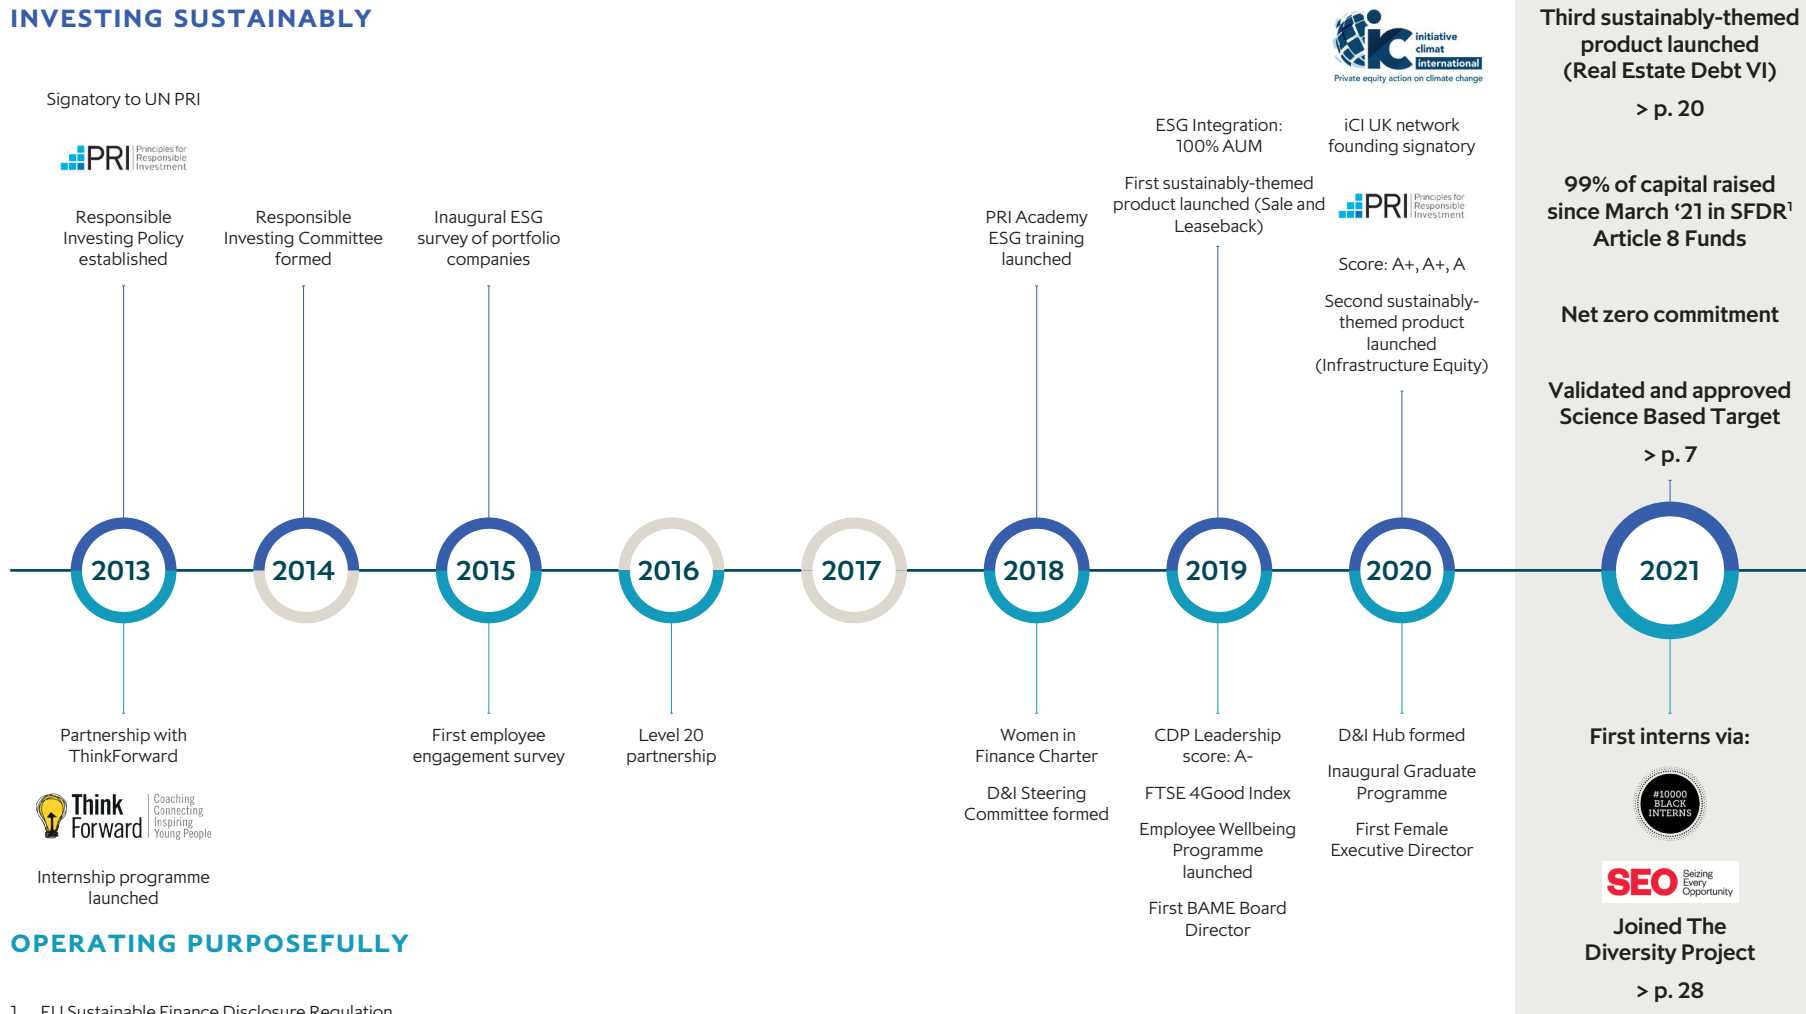 INVESTING SUSTAINABLY
Signatory to UN PRI
PRI
Principles for
Responsible
Investment
Responsible
Investing Policy
established
Responsible
Investing Committee
formed
Inaugural ESG
survey of portfolio
companies
PRI Academy
ESG training
launched
ESG Integration:
100% AUM
First sustainably-themed
product launched (Sale and
Leaseback)
iC
initiative
climat
international
Private equity action on climate change
iCI UK network
founding signatory
PRI
Principles for
Responsible
Investment
Score: A+, A+, A
Second sustainably-
themed product
launched
(Infrastructure Equity)
Third sustainably-themed
product launched
(Real Estate Debt VI)
> p. 20
99% of capital raised
since March ‘21 in SFDR¹
Article 8 Funds
Net zero commitment
Validated and approved
Science Based Target
> p. 7
2013
2014
2015
2016
2017
2018
2019
2020
2021
Partnership with
ThinkForward
Think
Forward
Coaching
Connecting
Inspiring
Young People
Internship programme
launched
First employee
engagement survey
Level 20
partnership
Women in
Finance Charter
D&I Steering
Committee formed
CDP Leadership
score: A-
FTSE 4Good Index
Employee Wellbeing
Programme
launched
First BAME Board
Director
D&I Hub formed
Inaugural Graduate
Programme
First Female
Executive Director
First interns via:
#10000
BLACK
INTERNS
SEO
Seizing
Every
Opportunity
Joined The
Diversity Project
> p. 28
OPERATING PURPOSEFULLY
1. EU Sustainable Finance Disclosure Regulation